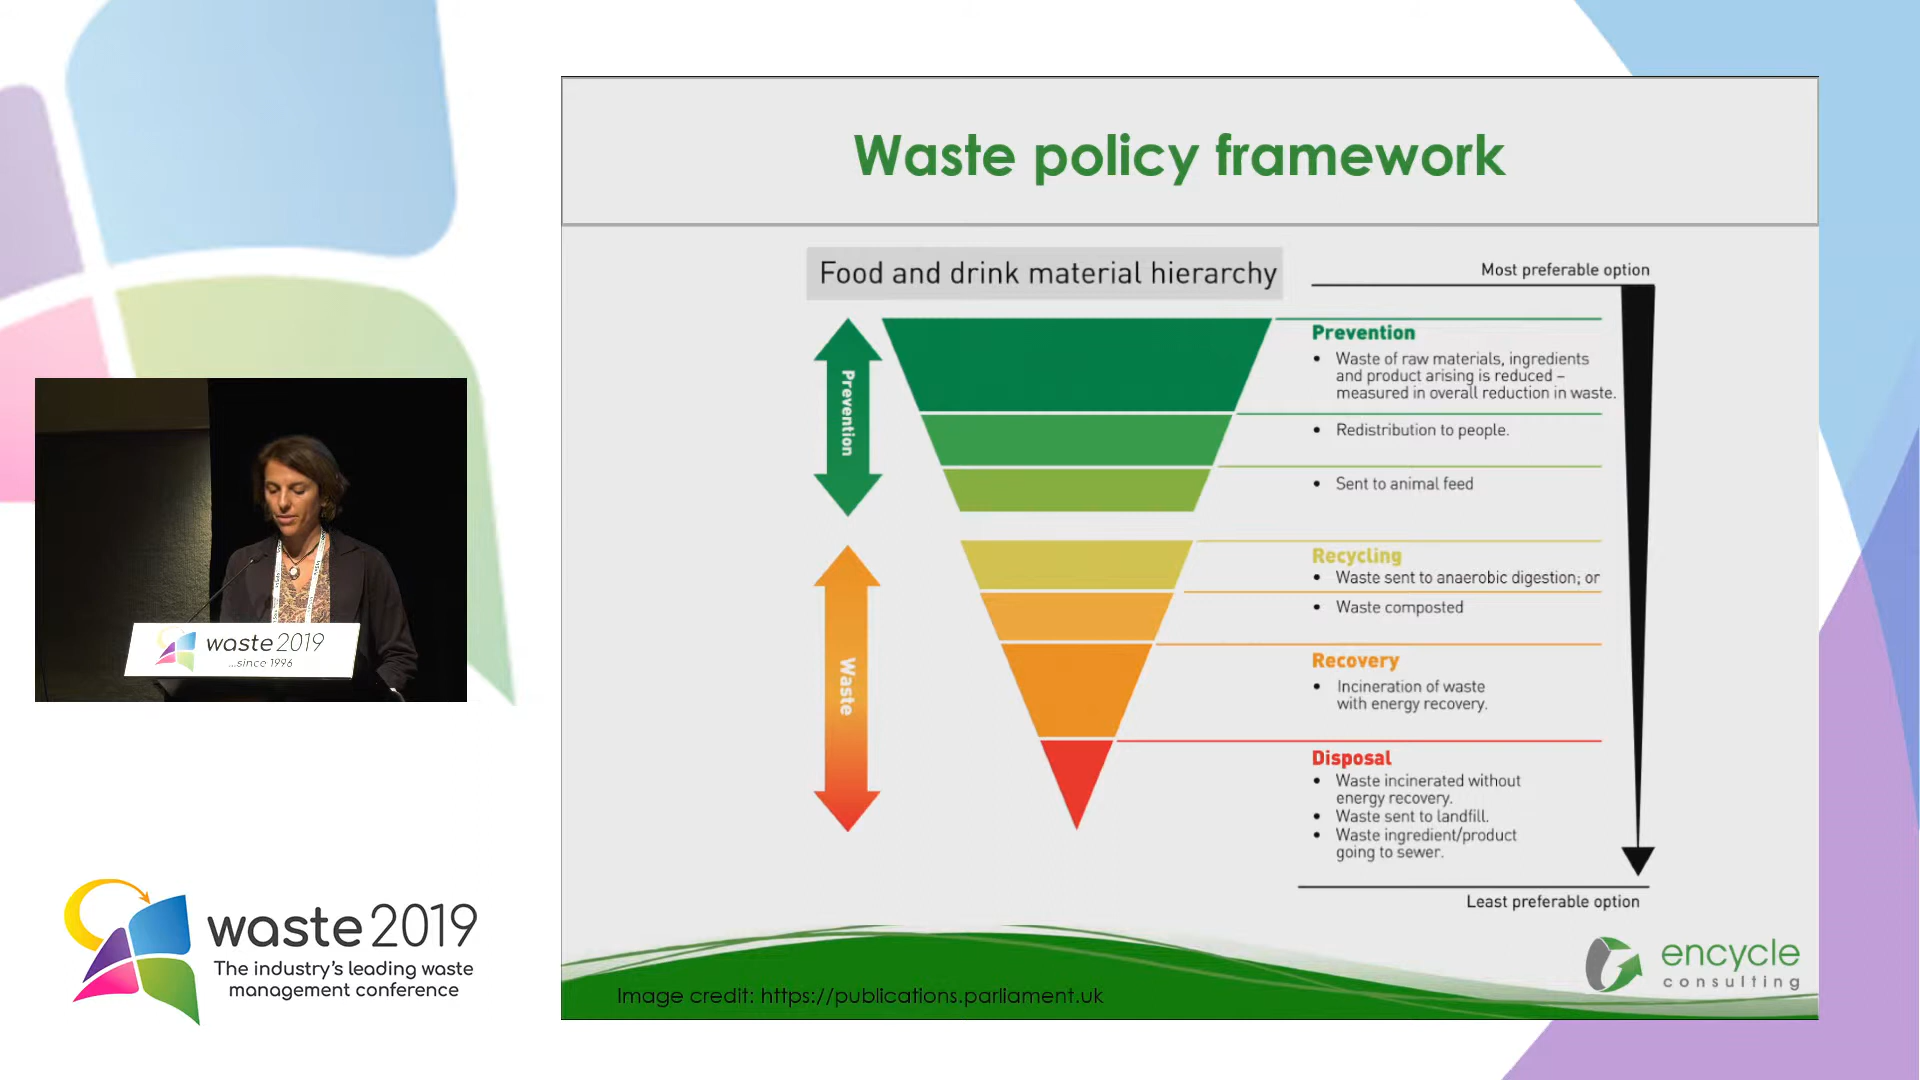 Waste policy framework
Food and drink material hierarchy
Most preferable option
Prevention
Prevention
• Waste of raw materials, ingredients
and product arising is reduced –
measured in overall reduction in waste.
• Redistribution to people.
• Sent to animal feed
Waste
Recycling
• Waste sent to anaerobic digestion; or
• Waste composted
Recovery
• Incineration of waste
with energy recovery.
Disposal
• Waste incinerated without
energy recovery.
• Waste sent to landfill.
• Waste ingredient/product
going to sewer.
Least preferable option
Image credit: https://publications.parliament.uk
encycle
consulting
waste 2019
...since 1996
waste 2019
The industry's leading waste
management conference